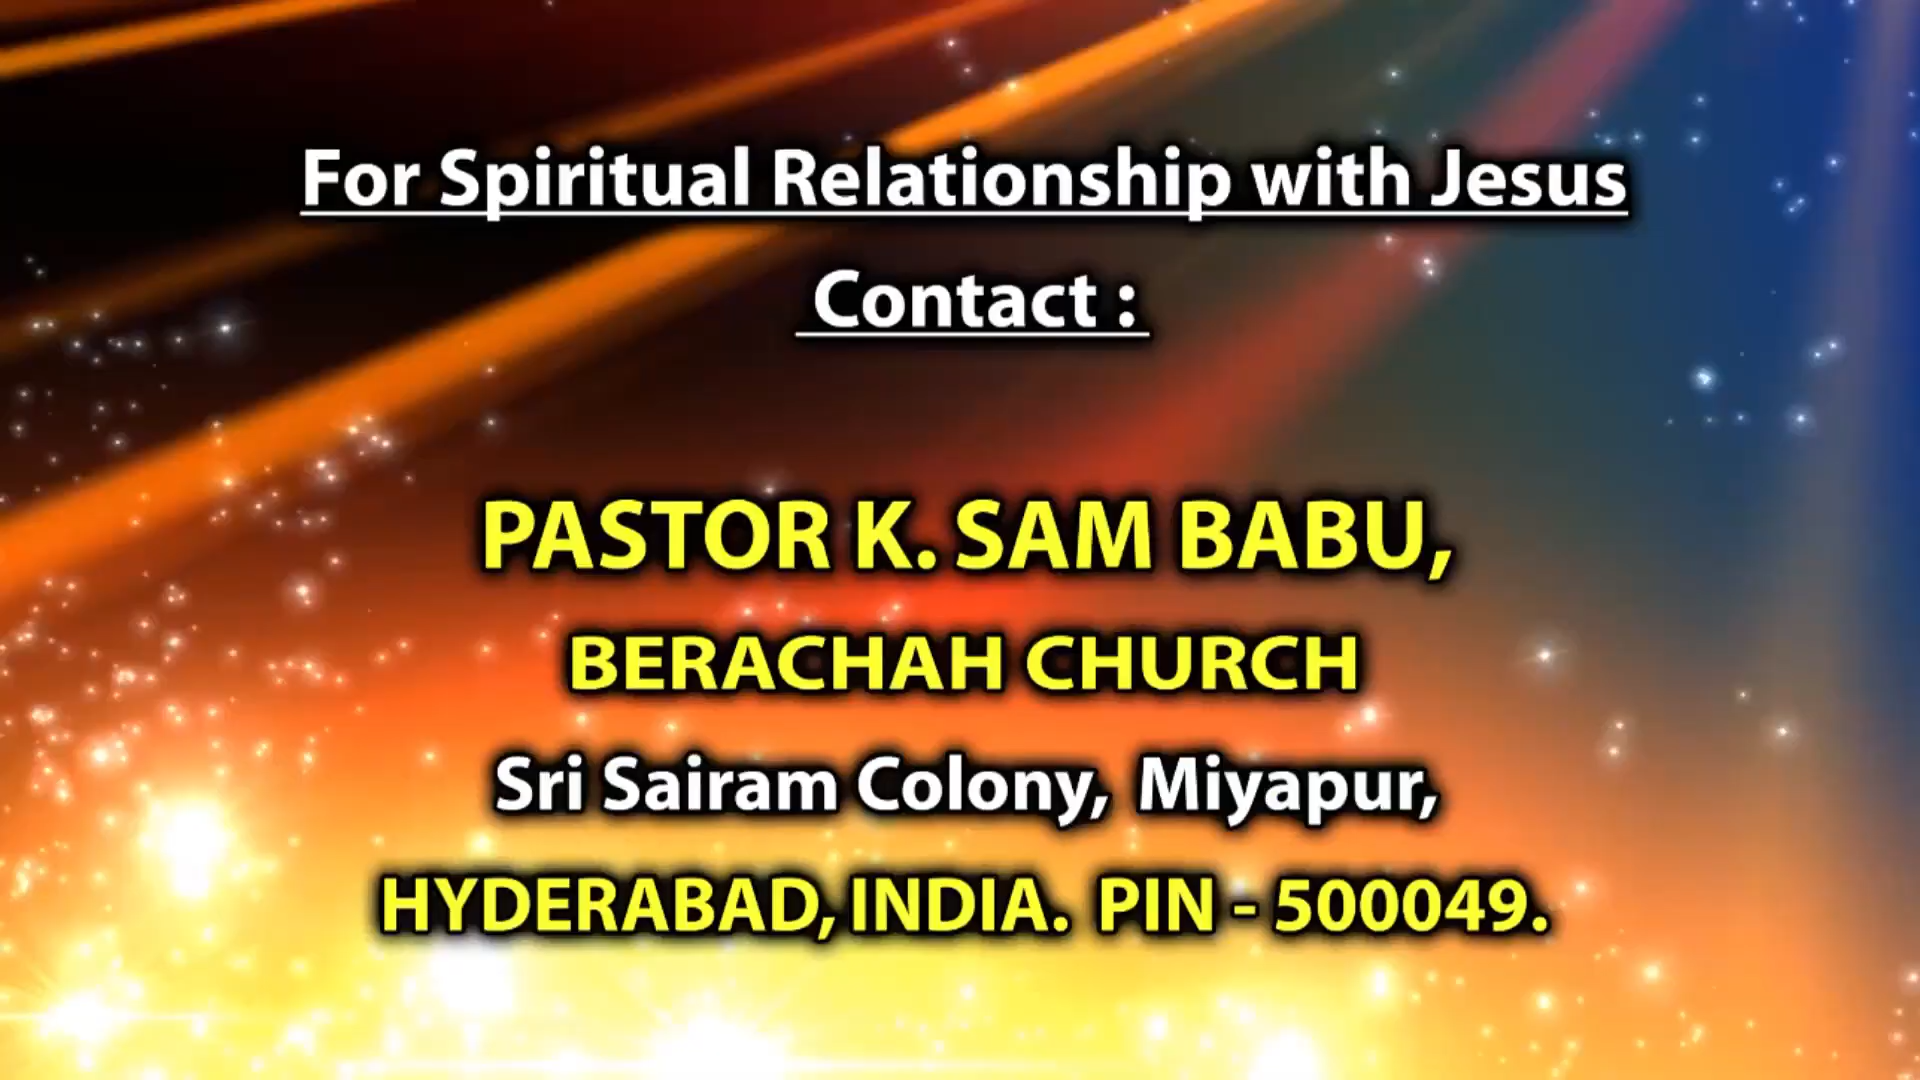 For Spiritual Relationship with Jesus
Contact :
PASTOR K. SAM BABU,
BERACHAH CHURCH
Sri Sairam Colony, Miyapur,
HYDERABAD, INDIA. PIN - 500049.